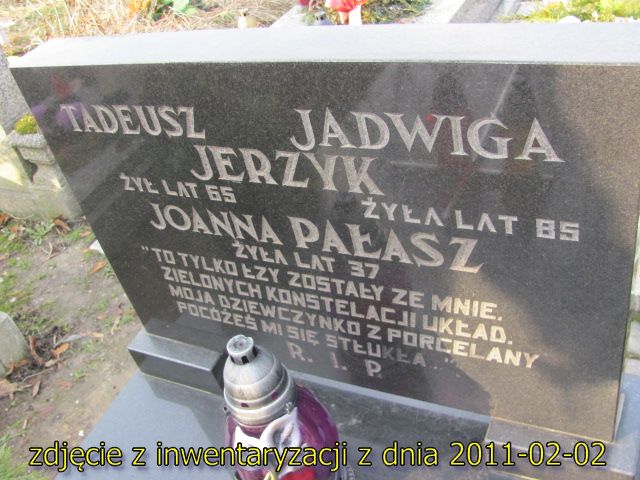 TADEUSZ JADWIGA
JERZYK
ŻYŁ LAT 65 ŻYŁA LAT 85
JOANNA PAŁASZ
ŻYŁA LAT 37
"TO TYLKO ŁZY ZOSTAŁY ZE MNIE.
ZIELONYCH KONSTELACJI UKŁAD.
MOJA DZIEWCZYNKO Z PORCELANY
POCÓŻEŚ MI SIĘ STŁUKŁA...
R. I. P.
zdjęcie z inwentaryzacji z dnia 2011-02-02